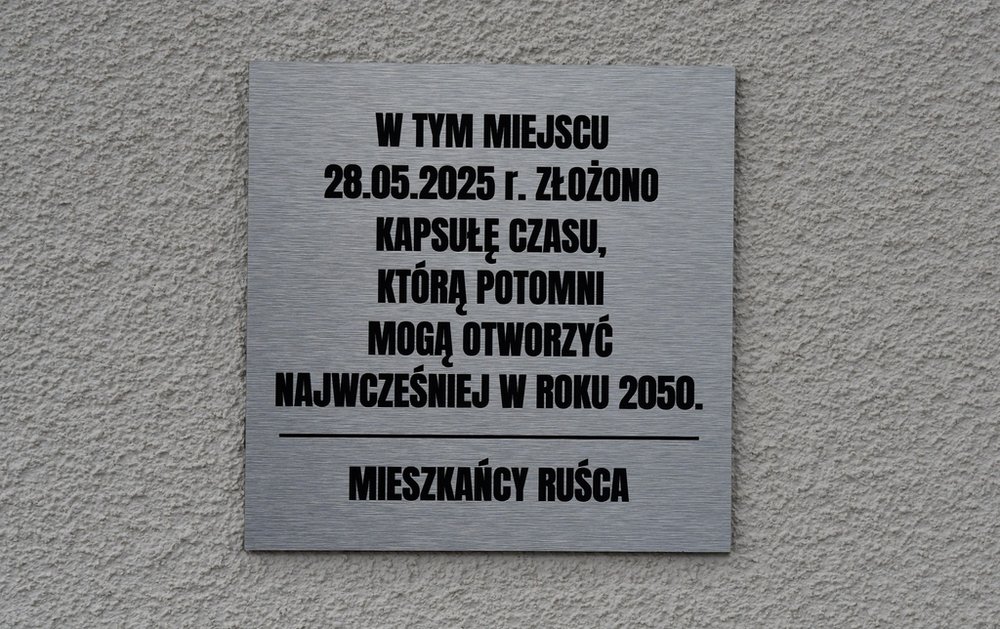 W TYM MIEJSCU
28.05.2025 r. ZŁOŻONO
KAPSUŁĘ CZASU,
KTÓRĄ POTOMNI
MOGĄ OTWORZYĆ
NAJWCZEŚNIEJ W ROKU 2050.
MIESZKAŃCY RUŚCA